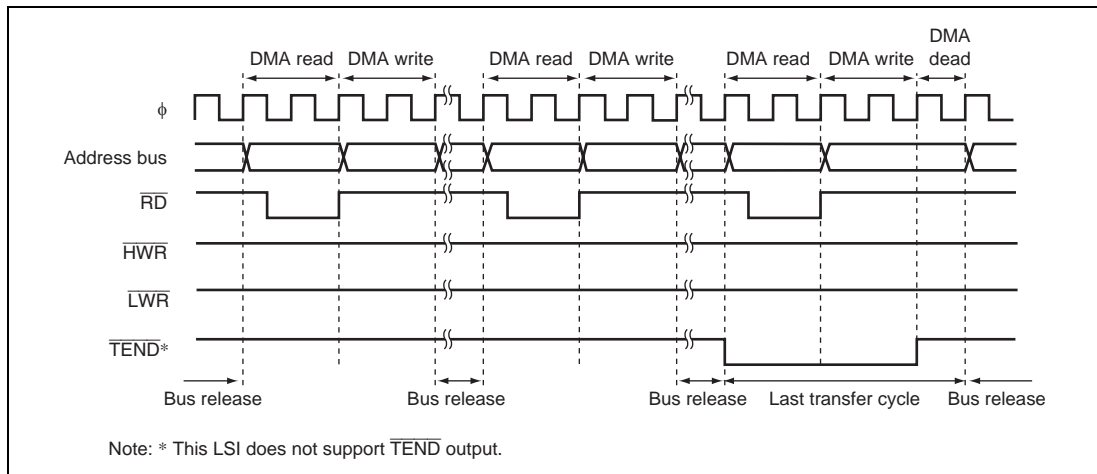 DMA
dead
DMA read DMA write DMA read DMA write DMA read DMA write
ϕ
Address bus
RD
HWR
LWR
TEND*
Bus release Bus release Bus release Last transfer cycle Bus release
Note: * This LSI does not support TEND output.